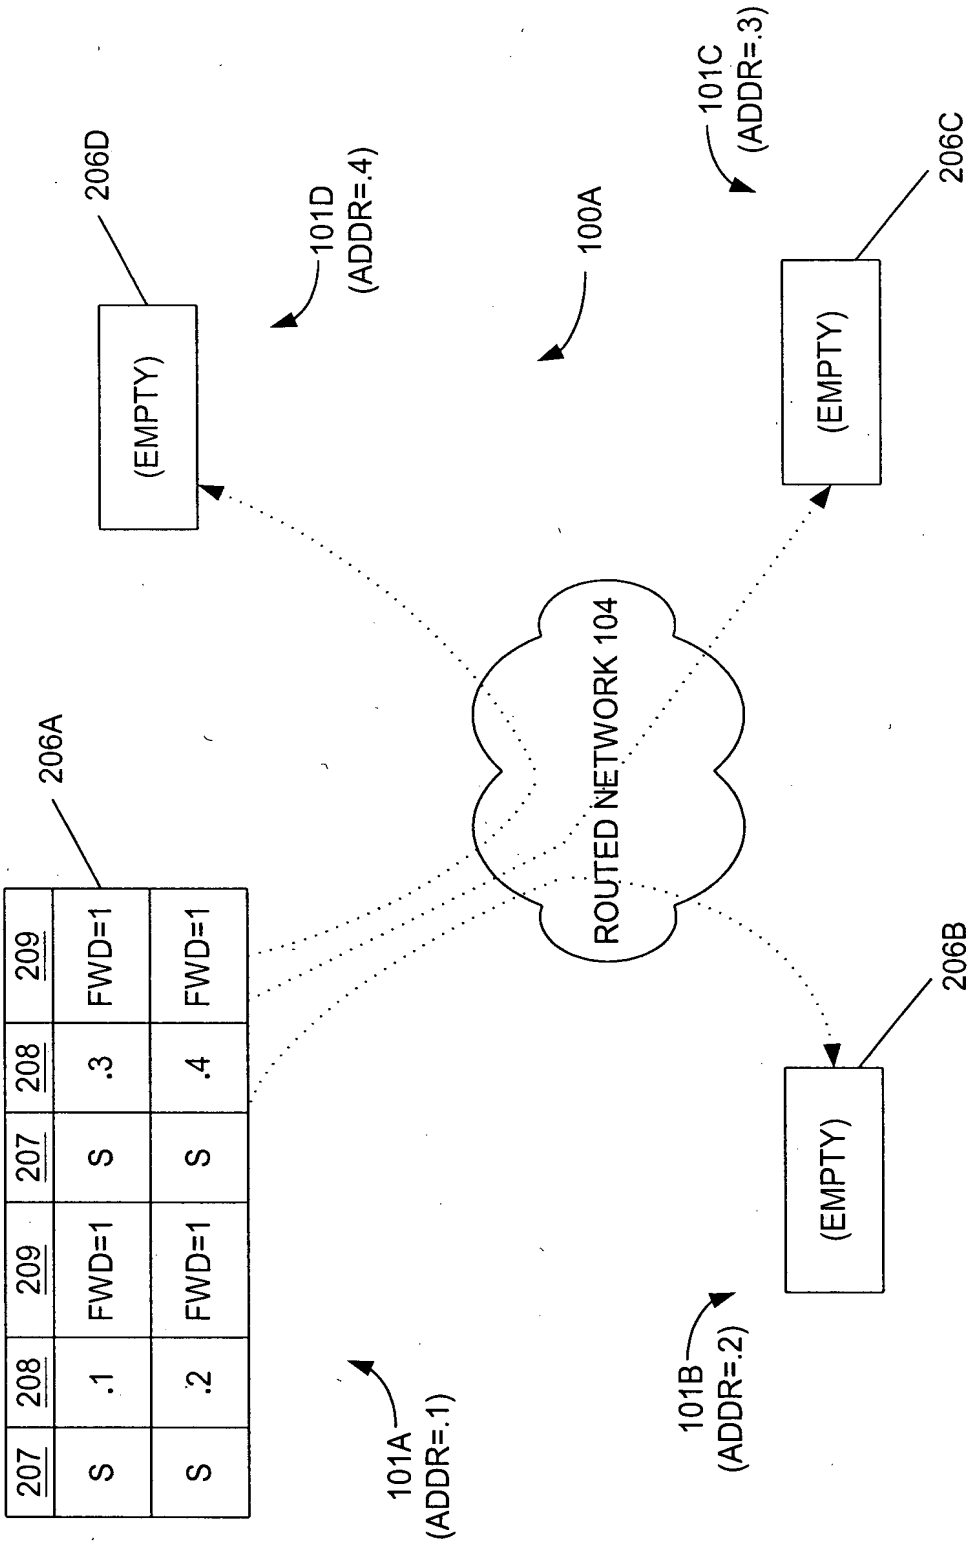 207 208 209 207 208 209
S .1 FWD=1 S .3 FWD=1
S .2 FWD=1 S .4 FWD=1
206A
206D
(EMPTY)
101D
(ADDR=.4)
101A
(ADDR=.1)
100A
ROUTED NETWORK 104
101B
(ADDR=.2)
101C
(ADDR=.3)
(EMPTY)
206B
(EMPTY)
206C